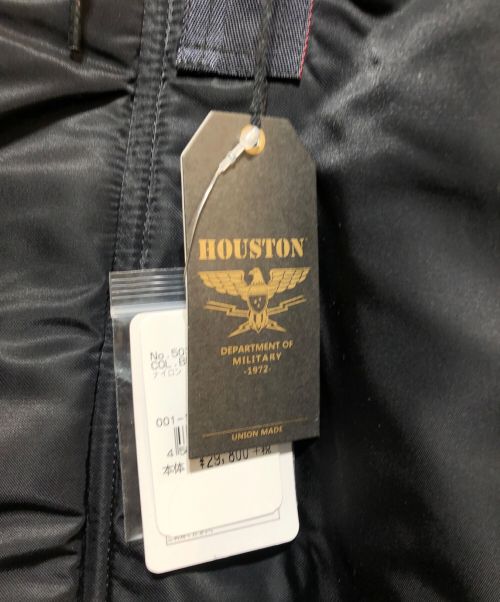 HOUSTON
DEPARTMENT OF
MILITARY
-1972-
UNION MADE
No.
COL.
アイロン
001-
本体 ¥29,800+税